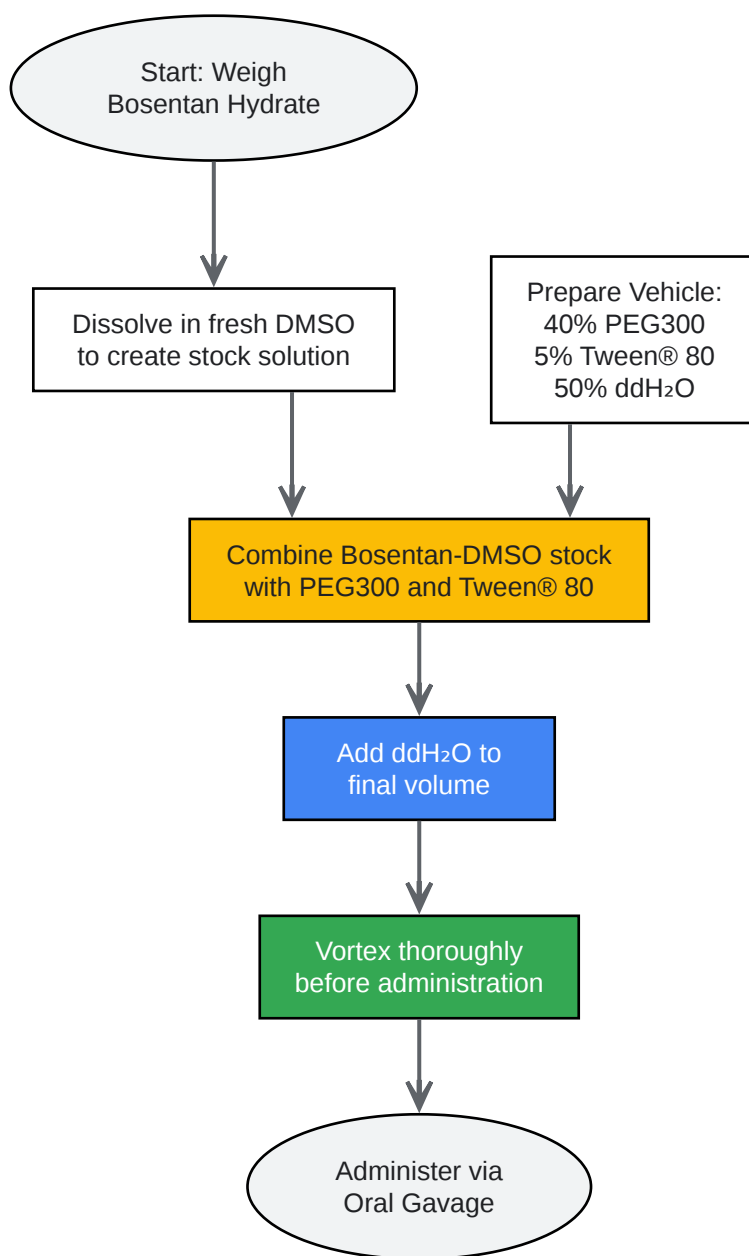 Start: Weigh
Bosentan Hydrate
Dissolve in fresh DMSO
to create stock solution
Prepare Vehicle:
40% PEG300
5% Tween® 80
50% ddH₂O
Combine Bosentan-DMSO stock
with PEG300 and Tween® 80
Add ddH₂O to
final volume
Vortex thoroughly
before administration
Administer via
Oral Gavage